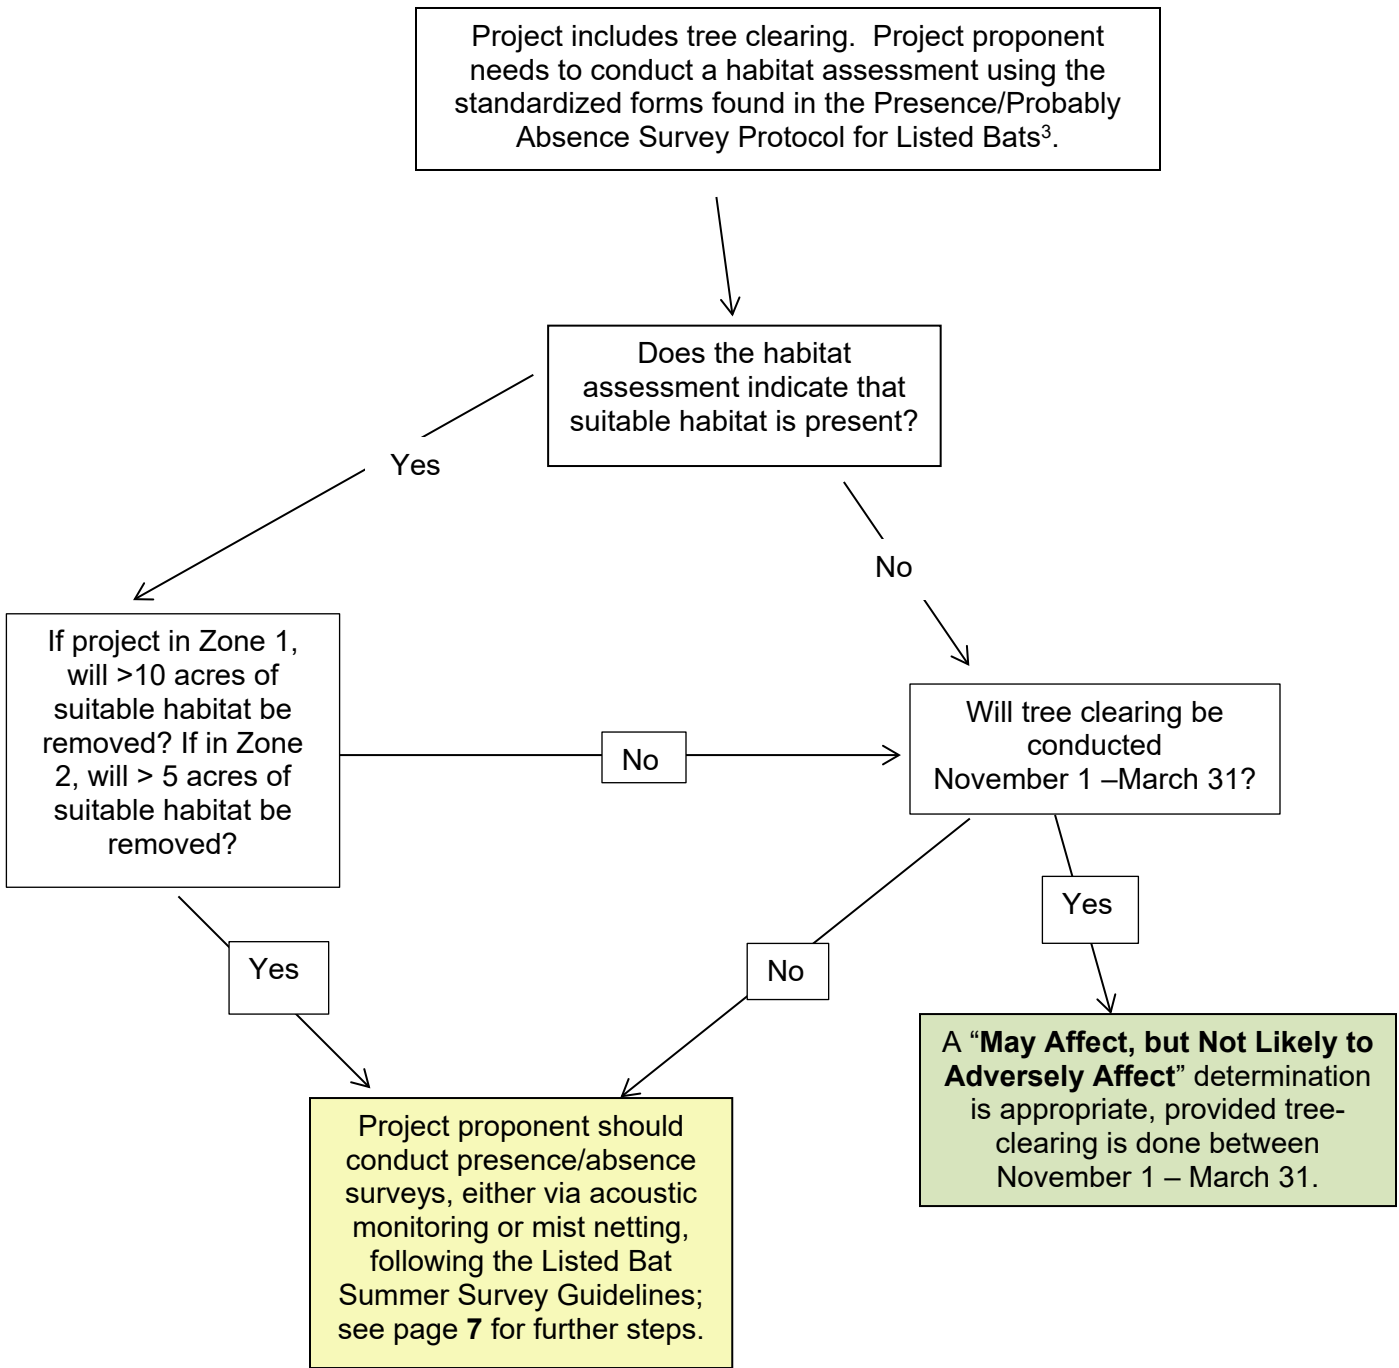 Project includes tree clearing.  Project proponent
needs to conduct a habitat assessment using the
standardized forms found in the Presence/Probably
Absence Survey Protocol for Listed Bats³.
Does the habitat
assessment indicate that
suitable habitat is present?
Yes
No
If project in Zone 1,
will >10 acres of
suitable habitat be
removed? If in Zone
2, will > 5 acres of
suitable habitat be
removed?
No
Will tree clearing be
conducted
November 1 –March 31?
Yes
No
Yes
A “May Affect, but Not Likely to
Adversely Affect” determination
is appropriate, provided tree-
clearing is done between
November 1 – March 31.
Project proponent should
conduct presence/absence
surveys, either via acoustic
monitoring or mist netting,
following the Listed Bat
Summer Survey Guidelines;
see page 7 for further steps.